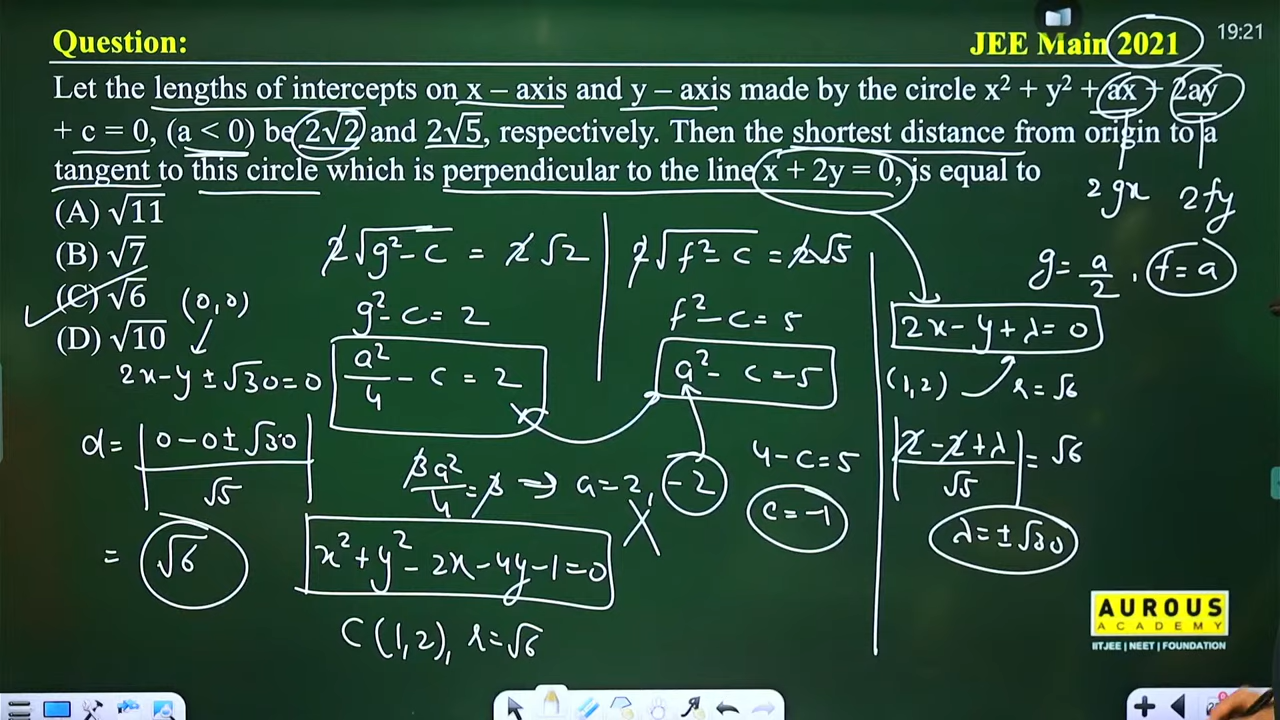 19:21
Question: JEE Main 2021
Let the lengths of intercepts on x – axis and y – axis made by the circle x² + y² + ax + 2ay
+ c = 0, (a < 0) be 2√2 and 2√5, respectively. Then the shortest distance from origin to a
tangent to this circle which is perpendicular to the line x + 2y = 0, is equal to
(A) √11
(B) √7
(C) √6
(D) √10
(0,0)
2x-y±√30=0
d= |0-0±√30| / √5
= √6
2√g²-c = 2√2
g²-c=2
a²/4 - c = 2
2√f²-c = 2√5
f²-c=5
a²-c=5
3a²/4=3 ⇒ a=2, -2
4-c=5
c=-1
x²+y²-2x-4y-1=0
C(1,2), r=√6
2gx 2fy
g=a/2, f=a
2x-y+λ=0
(1,2) r=√6
|2-2+λ| / √5 = √6
λ=±√30
AUROUS
ACADEMY
IITJEE | NEET | FOUNDATION